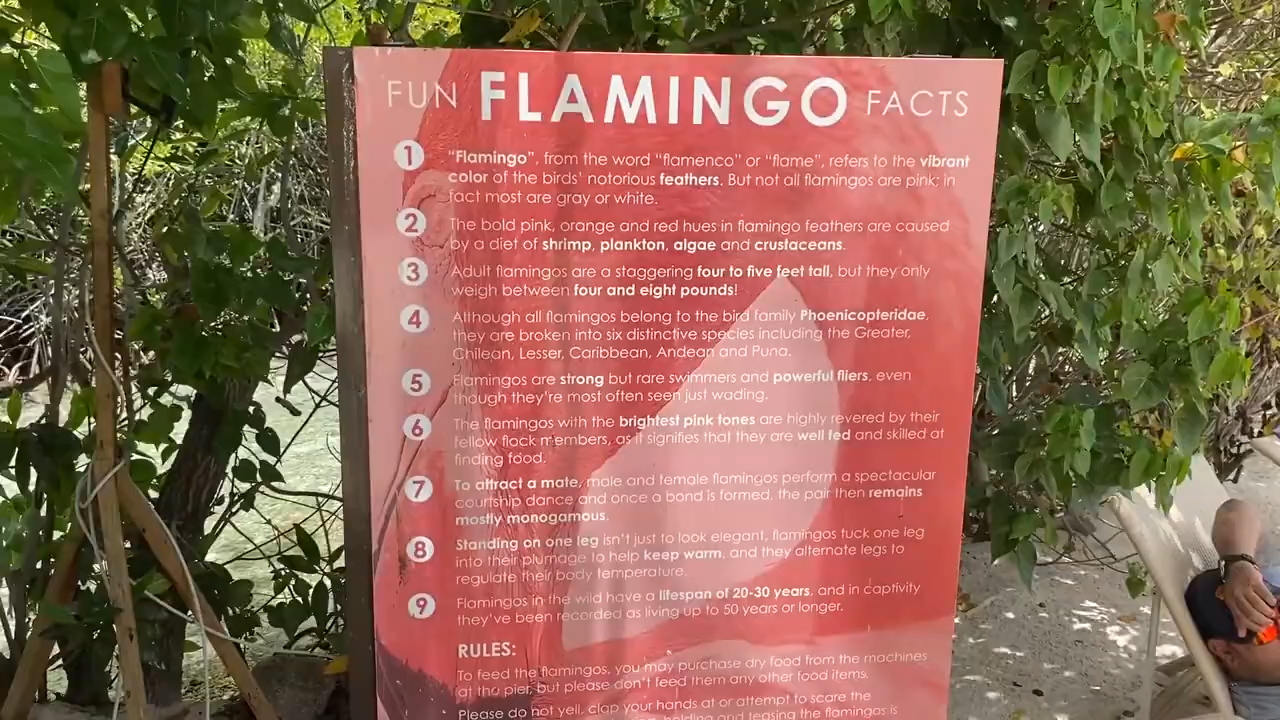 FUN FLAMINGO FACTS
1 “Flamingo”, from the word “flamenco” or “flame”, refers to the vibrant
color of the birds’ notorious feathers. But not all flamingos are pink; in
fact most are gray or white.
2 The bold pink, orange and red hues in flamingo feathers are caused
by a diet of shrimp, plankton, algae and crustaceans.
3 Adult flamingos are a staggering four to five feet tall, but they only
weigh between four and eight pounds!
4 Although all flamingos belong to the bird family Phoenicopteridae,
they are broken into six distinctive species including the Greater,
Chilean, Lesser, Caribbean, Andean and Puna.
5 Flamingos are strong but rare swimmers and powerful fliers, even
though they’re most often seen just wading.
6 The flamingos with the brightest pink tones are highly revered by their
fellow flock members, as it signifies that they are well fed and skilled at
finding food.
7 To attract a mate, male and female flamingos perform a spectacular
courtship dance and once a bond is formed, the pair then remains
mostly monogamous.
8 Standing on one leg isn’t just to look elegant, flamingos tuck one leg
into their plumage to help keep warm, and they alternate legs to
regulate their body temperature.
9 Flamingos in the wild have a lifespan of 20-30 years, and in captivity
they’ve been recorded as living up to 50 years or longer.
RULES:
To feed the flamingos, you may purchase dry food from the machines
at the pier, but please don’t feed them any other food items.
Please do not yell, clap your hands at or attempt to scare the
holding and teasing the flamingos is